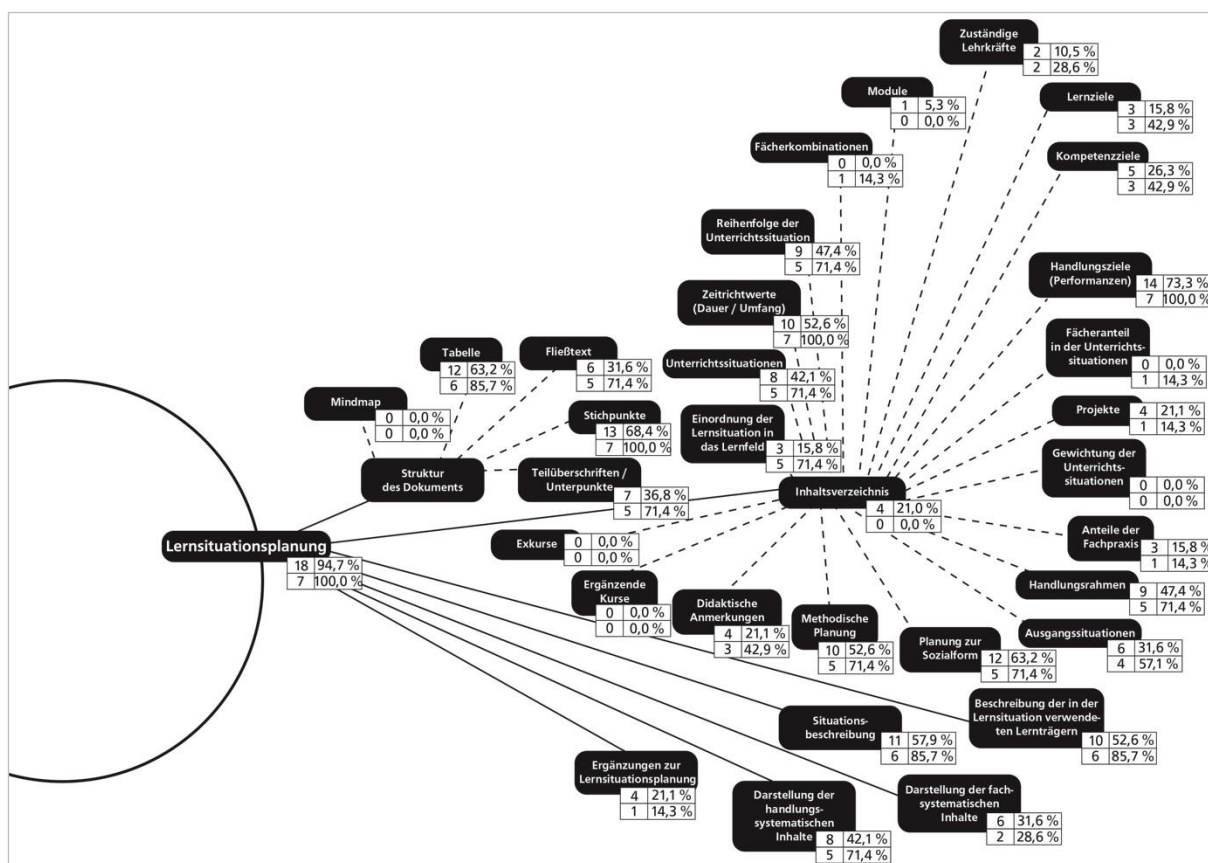 Zuständige
Lehrkräfte
2 10,5 %
2 28,6 %
Module
1 5,3 %
0 0,0 %
Lernziele
3 15,8 %
3 42,9 %
Fächerkombinationen
0 0,0 %
1 14,3 %
Kompetenzziele
5 26,3 %
3 42,9 %
Reihenfolge der
Unterrichtssituation
9 47,4 %
5 71,4 %
Handlungsziele
(Performanzen)
14 73,3 %
7 100,0 %
Zeitrichtwerte
(Dauer / Umfang)
10 52,6 %
7 100,0 %
Fächeranteil
in der Unterrichts-
situationen
0 0,0 %
1 14,3 %
Tabelle
12 63,2 %
6 85,7 %
Fließtext
6 31,6 %
5 71,4 %
Unterrichtssituationen
8 42,1 %
5 71,4 %
Mindmap
0 0,0 %
0 0,0 %
Stichpunkte
13 68,4 %
7 100,0 %
Einordnung der
Lernsituation in
das Lernfeld
3 15,8 %
5 71,4 %
Projekte
4 21,1 %
1 14,3 %
Gewichtung der
Unterrichts-
situationen
0 0,0 %
0 0,0 %
Struktur
des Dokuments
Teilüberschriften /
Unterpunkte
7 36,8 %
5 71,4 %
Inhaltsverzeichnis
4 21,0 %
0 0,0 %
Anteile der
Fachpraxis
3 15,8 %
1 14,3 %
Lernsituationsplanung
18 94,7 %
7 100,0 %
Exkurse
0 0,0 %
0 0,0 %
Ergänzende
Kurse
0 0,0 %
0 0,0 %
Didaktische
Anmerkungen
4 21,1 %
3 42,9 %
Methodische
Planung
10 52,6 %
5 71,4 %
Planung zur
Sozialform
12 63,2 %
5 71,4 %
Handlungsrahmen
9 47,4 %
5 71,4 %
Ausgangssituationen
6 31,6 %
4 57,1 %
Situations-
beschreibung
11 57,9 %
6 85,7 %
Beschreibung der in der
Lernsituation verwende-
ten Lernträgern
10 52,6 %
6 85,7 %
Ergänzungen zur
Lernsituationsplanung
4 21,1 %
1 14,3 %
Darstellung der
handlungs-
systematischen
Inhalte
8 42,1 %
5 71,4 %
Darstellung der fach-
systematischen
Inhalte
6 31,6 %
2 28,6 %